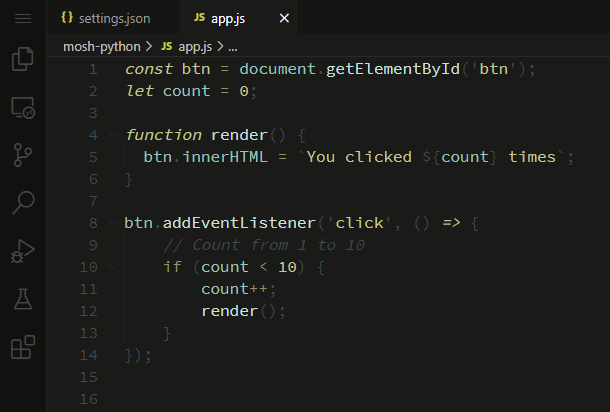 {} settings.json JS app.js ×
mosh-python > JS app.js > ...
1 const btn = document.getElementById('btn');
2 let count = 0;
3
4 function render() {
5   btn.innerHTML = `You clicked ${count} times`;
6 }
7
8 btn.addEventListener('click', () => {
9     // Count from 1 to 10
10     if (count < 10) {
11         count++;
12         render();
13     }
14 });
15
16